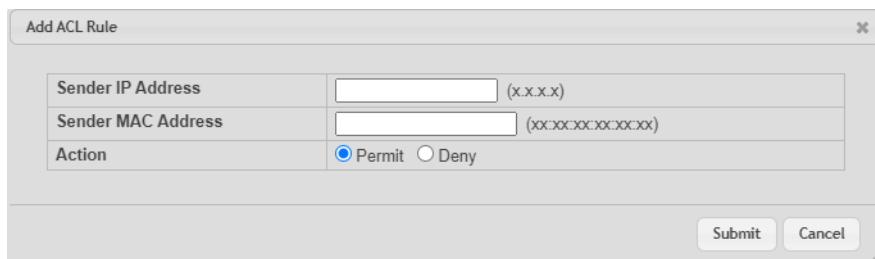 Add ACL Rule
Sender IP Address (x.x.x.x)
Sender MAC Address (xx:xx:xx:xx:xx:xx)
Action Permit Deny
Submit Cancel